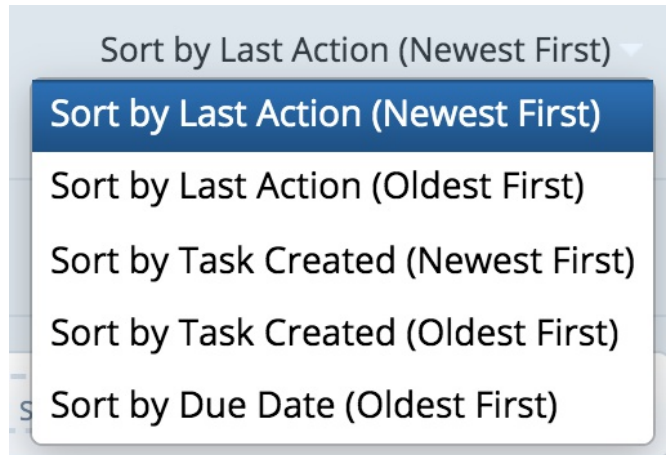 Sort by Last Action (Newest First)
Sort by Last Action (Newest First)
Sort by Last Action (Oldest First)
Sort by Task Created (Newest First)
Sort by Task Created (Oldest First)
Sort by Due Date (Oldest First)